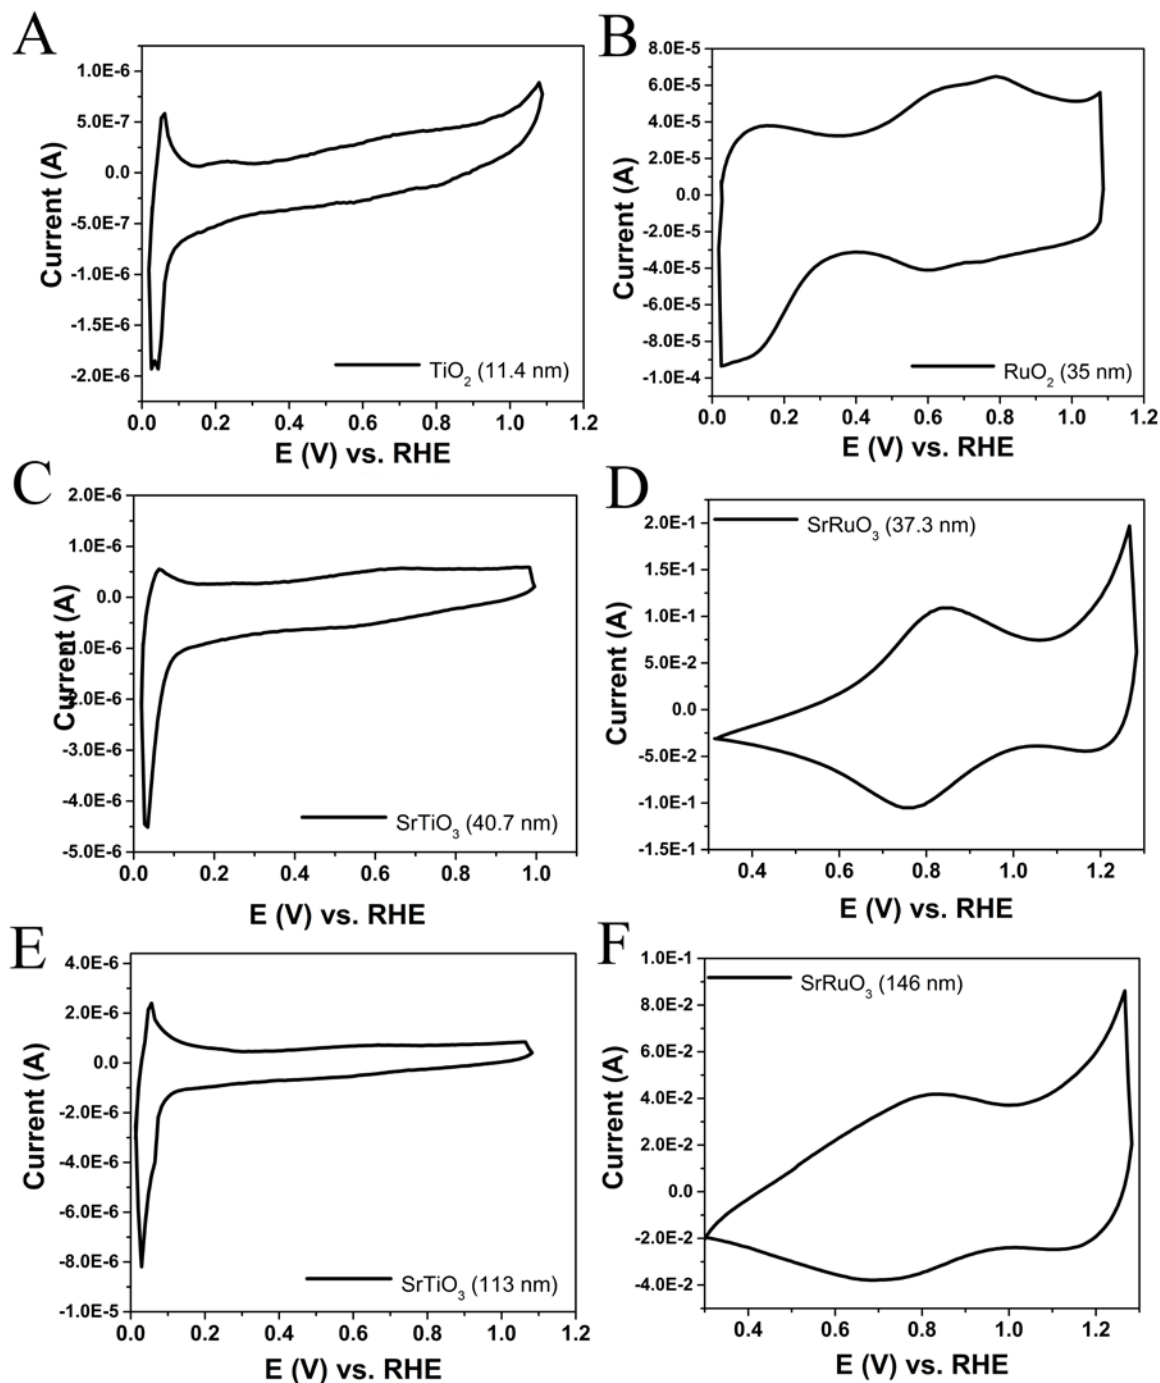 A
Current (A)
1.0E-6
5.0E-7
0.0
-5.0E-7
-1.0E-6
-1.5E-6
-2.0E-6
TiO2 (11.4 nm)
0.0 0.2 0.4 0.6 0.8 1.0 1.2
E (V) vs. RHE
B
Current (A)
8.0E-5
6.0E-5
4.0E-5
2.0E-5
0.0
-2.0E-5
-4.0E-5
-6.0E-5
-8.0E-5
-1.0E-4
RuO2 (35 nm)
0.0 0.2 0.4 0.6 0.8 1.0 1.2
E (V) vs. RHE
C
Current (A)
2.0E-6
1.0E-6
0.0
-1.0E-6
-2.0E-6
-3.0E-6
-4.0E-6
-5.0E-6
SrTiO3 (40.7 nm)
0.0 0.2 0.4 0.6 0.8 1.0
E (V) vs. RHE
D
Current (A)
2.0E-1
1.5E-1
1.0E-1
5.0E-2
0.0
-5.0E-2
-1.0E-1
-1.5E-1
SrRuO3 (37.3 nm)
0.4 0.6 0.8 1.0 1.2
E (V) vs. RHE
E
Current (A)
4.0E-6
2.0E-6
0.0
-2.0E-6
-4.0E-6
-6.0E-6
-8.0E-6
-1.0E-5
SrTiO3 (113 nm)
0.0 0.2 0.4 0.6 0.8 1.0 1.2
E (V) vs. RHE
F
Current (A)
1.0E-1
8.0E-2
6.0E-2
4.0E-2
2.0E-2
0.0
-2.0E-2
-4.0E-2
SrRuO3 (146 nm)
0.4 0.6 0.8 1.0 1.2
E (V) vs. RHE